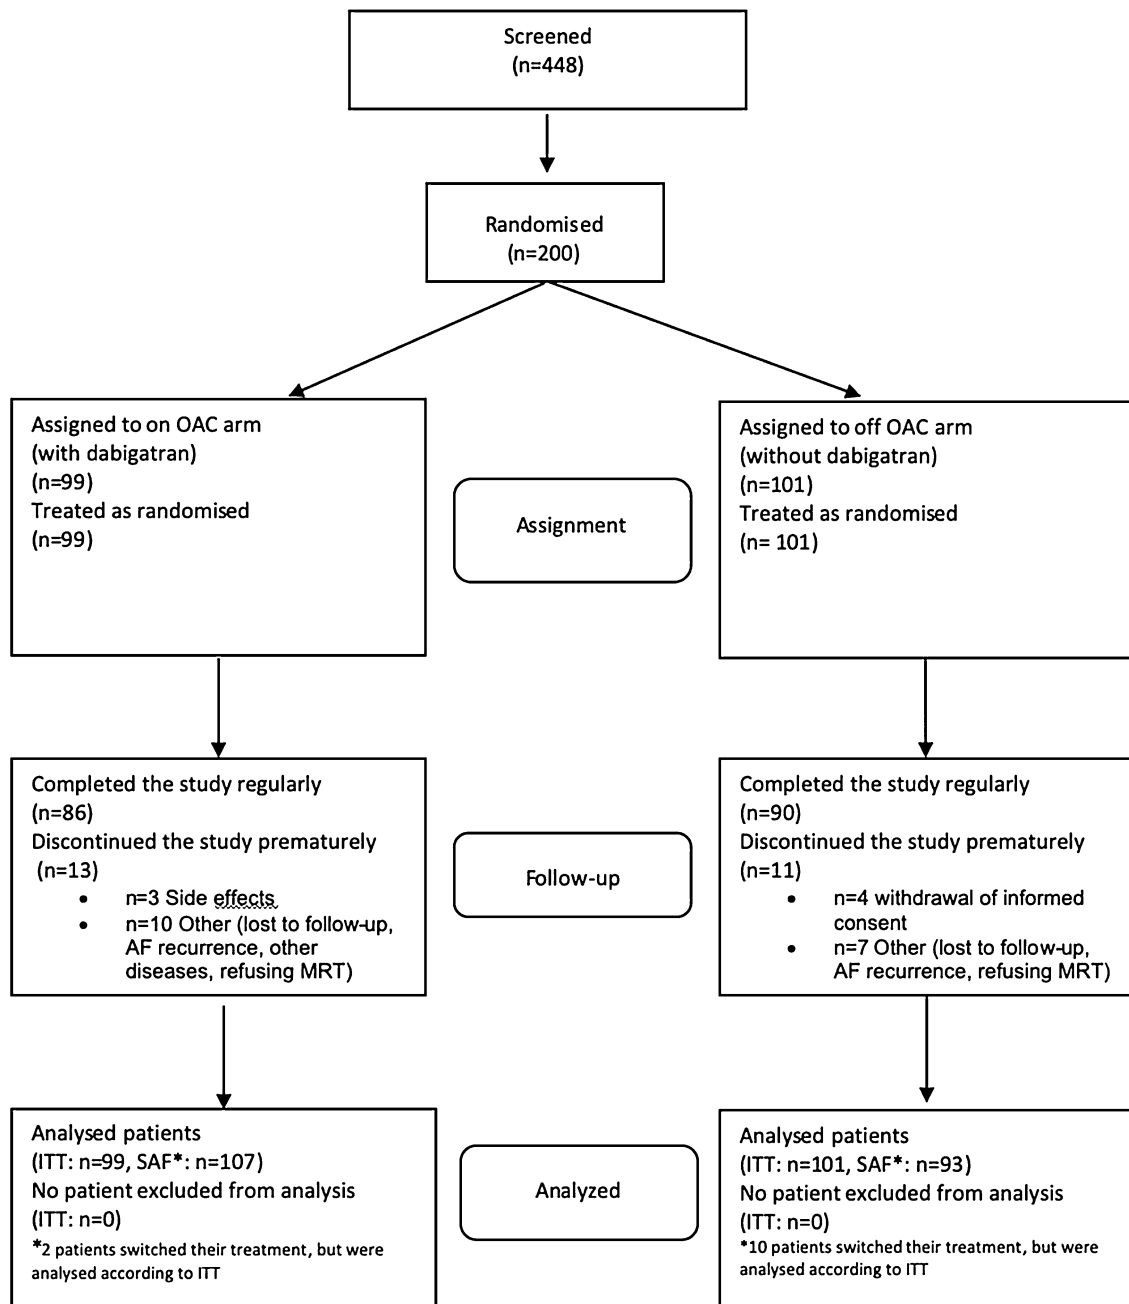 Screened
(n=448)
Randomised
(n=200)
Assigned to on OAC arm
(with dabigatran)
(n=99)
Treated as randomised
(n=99)
Assignment
Assigned to off OAC arm
(without dabigatran)
(n=101)
Treated as randomised
(n= 101)
Completed the study regularly
(n=86)
Discontinued the study prematurely
(n=13)
• n=3 Side effects
• n=10 Other (lost to follow-up,
AF recurrence, other
diseases, refusing MRT)
Follow-up
Completed the study regularly
(n=90)
Discontinued the study prematurely
(n=11)
• n=4 withdrawal of informed
consent
• n=7 Other (lost to follow-up,
AF recurrence, refusing MRT)
Analysed patients
(ITT: n=99, SAF*: n=107)
No patient excluded from analysis
(ITT: n=0)
*2 patients switched their treatment, but were
analysed according to ITT
Analyzed
Analysed patients
(ITT: n=101, SAF*: n=93)
No patient excluded from analysis
(ITT: n=0)
*10 patients switched their treatment, but were
analysed according to ITT